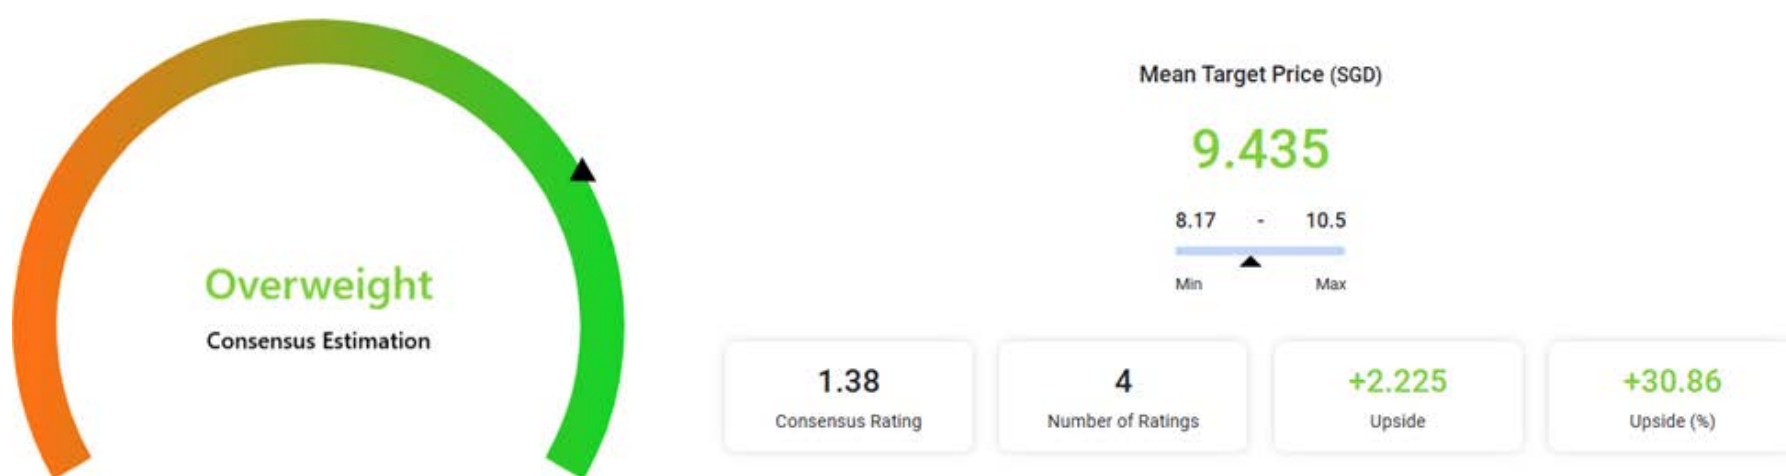 Overweight
Consensus Estimation
Mean Target Price (SGD)
9.435
8.17 - 10.5
Min Max
1.38 4 +2.225 +30.86
Consensus Rating Number of Ratings Upside Upside (%)